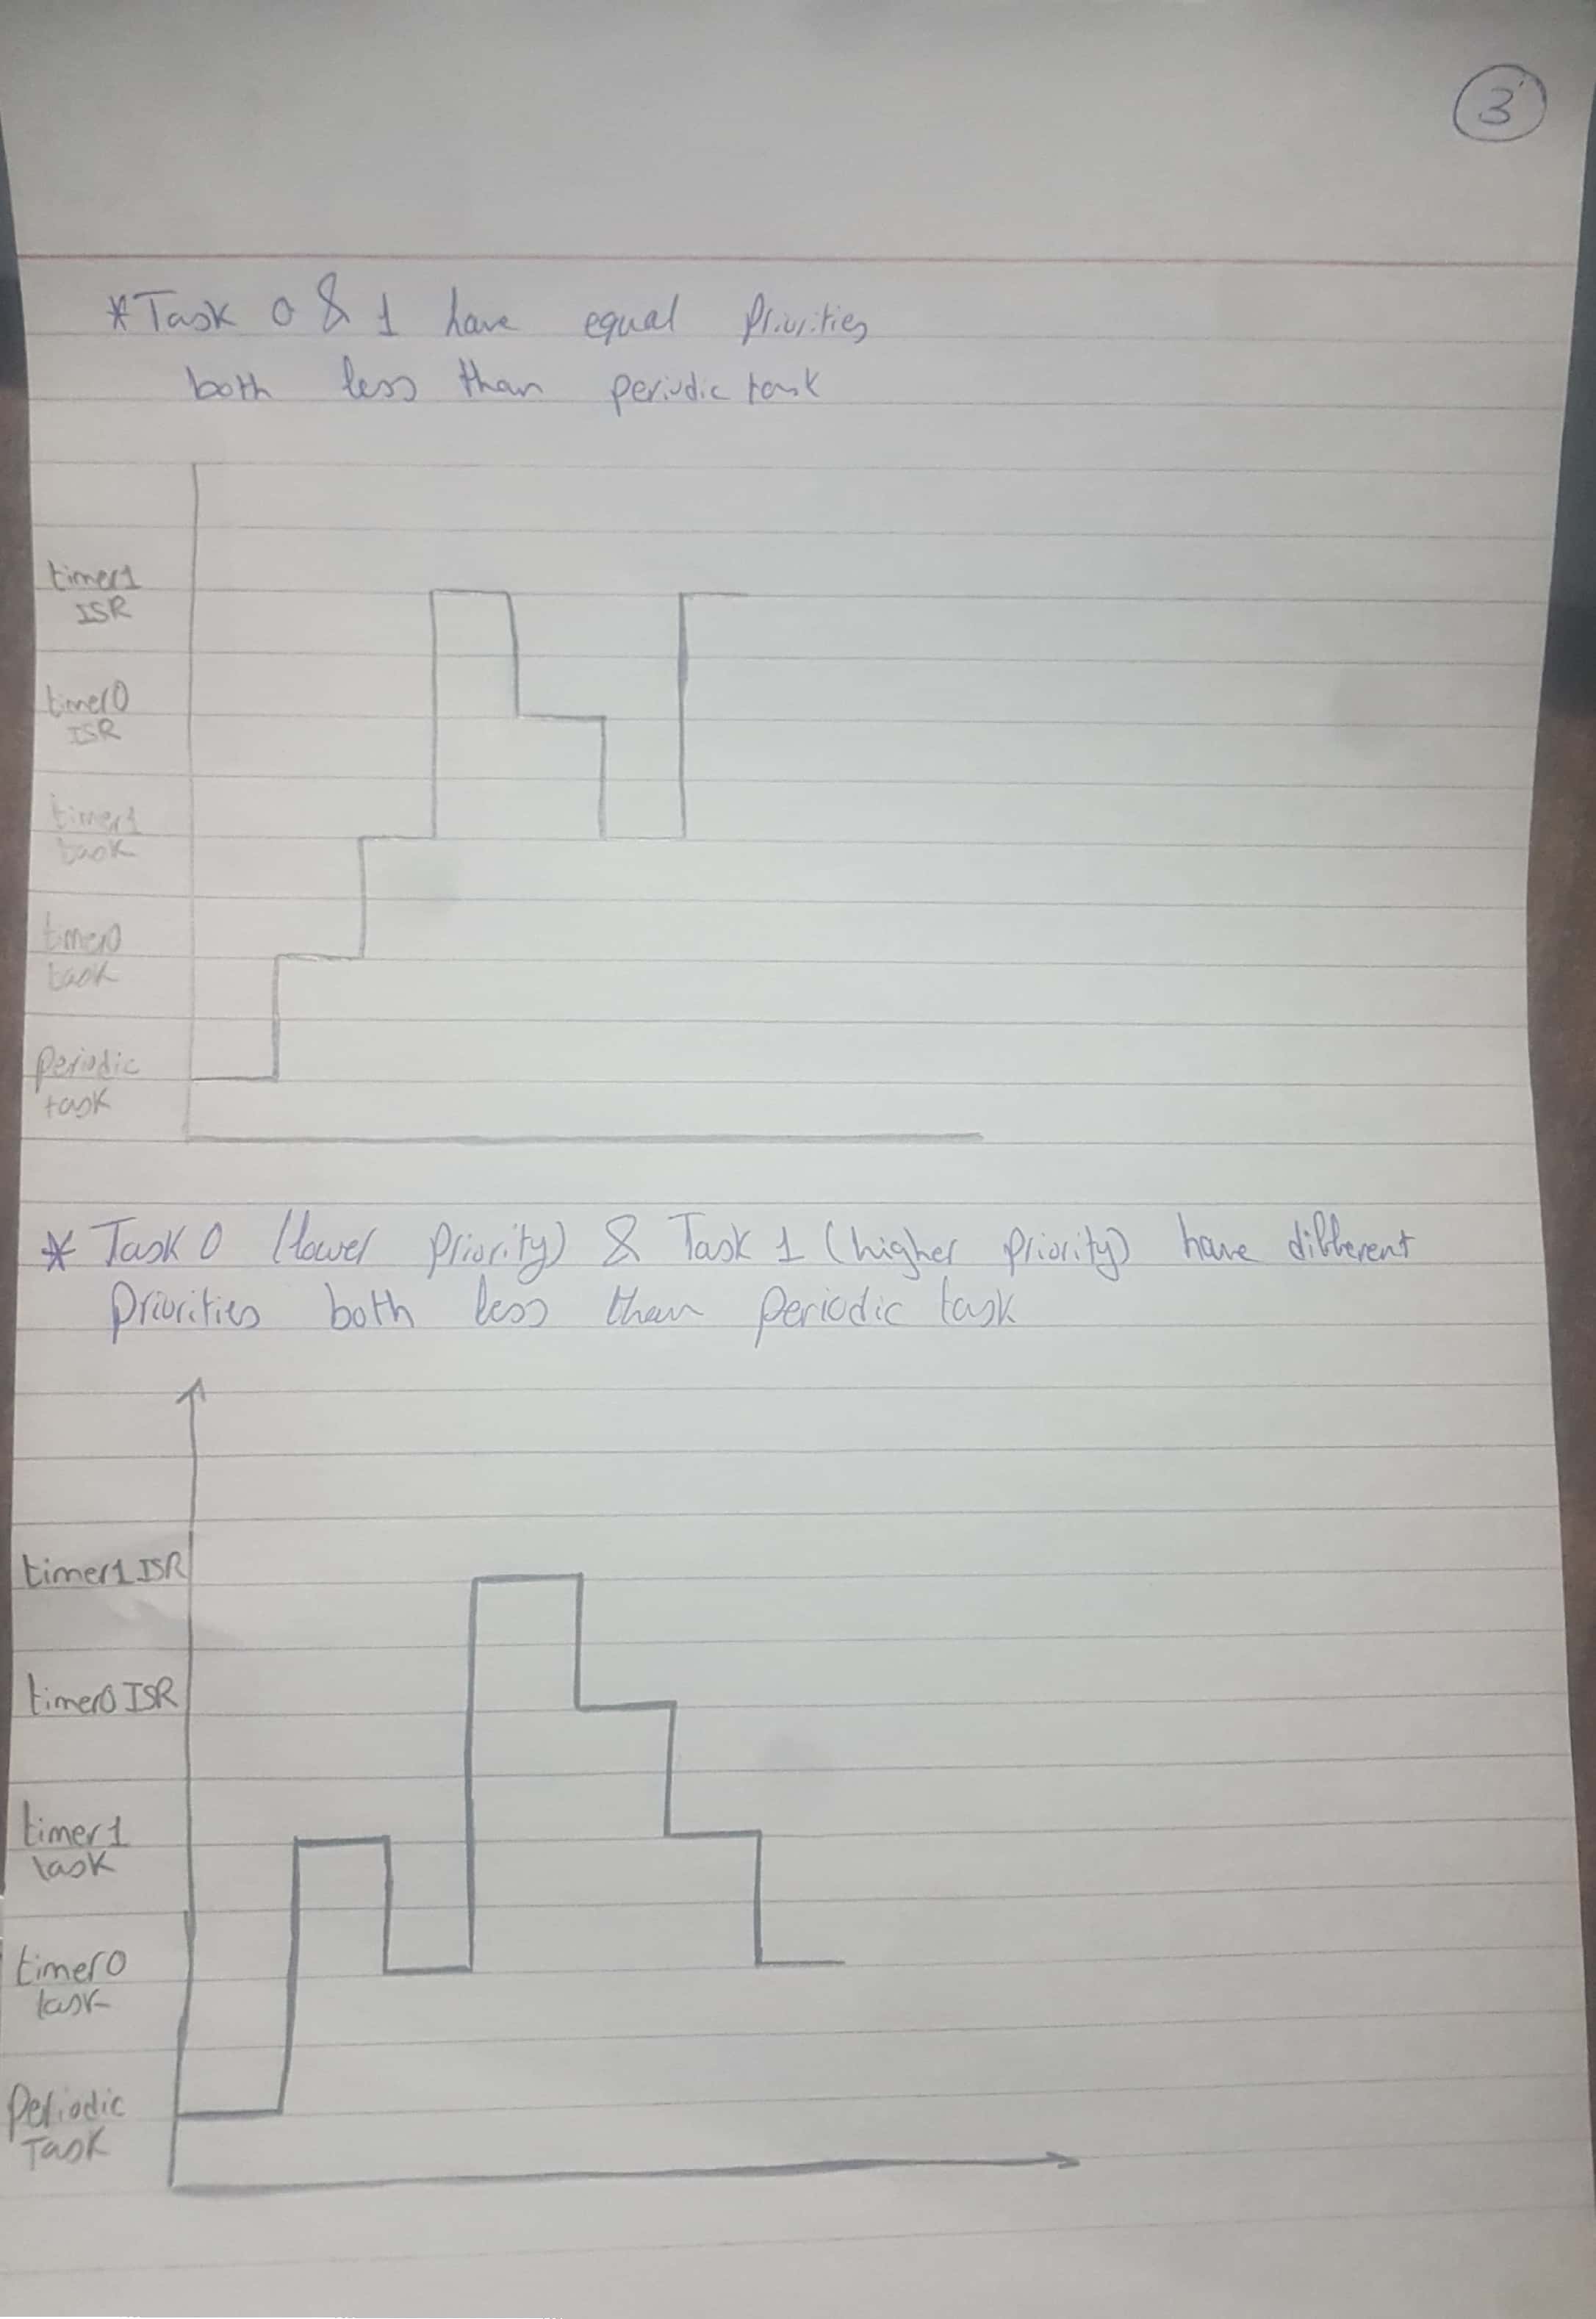 3
*Task 0 & 1 have equal Priorities
both less than periodic task
timer1
ISR
timer0
ISR
timer1
task
timer0
task
Periodic
task
* Task 0 (lower Priority) & Task 1 (higher Priority) have different
Priorities both less than Periodic task
timer1 ISR
timer0 ISR
timer1
task
timer0
task
Periodic
Task